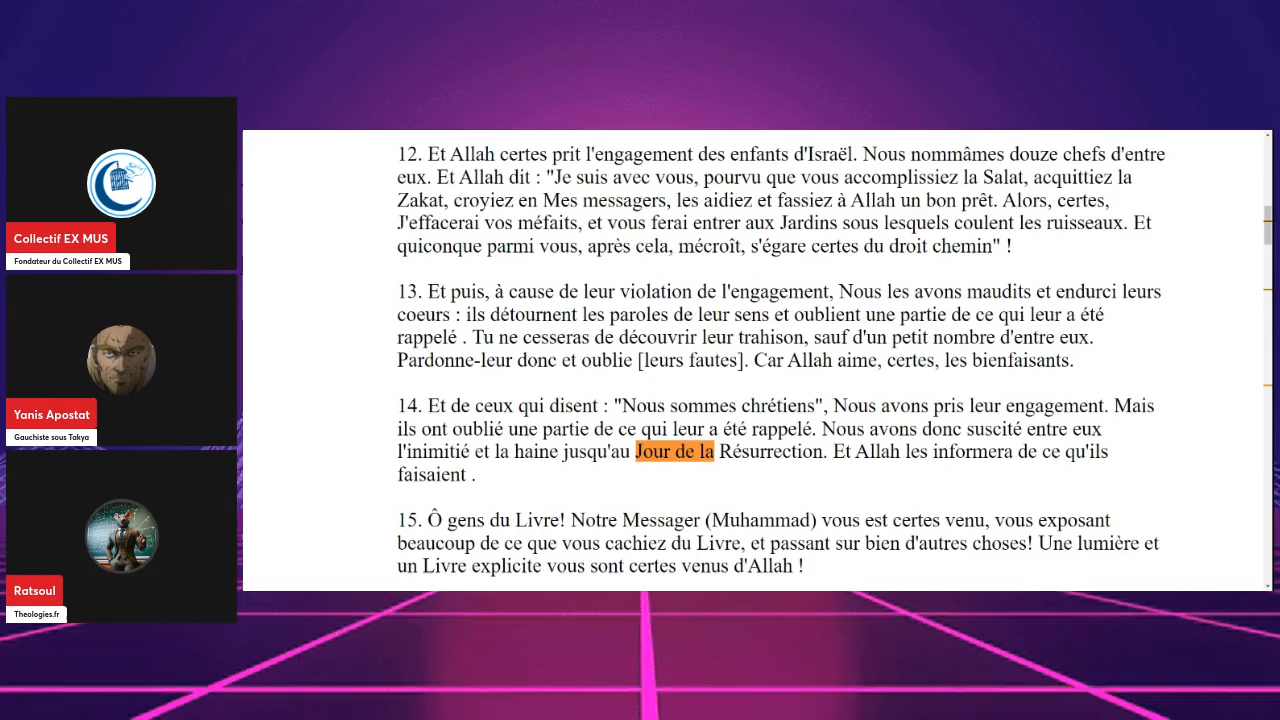 Collectif EX MUS
Fondateur du Collectif EX MUS
Yanis Apostat
Gauchiste sous Takya
Ratsoul
Theologies.fr
12. Et Allah certes prit l'engagement des enfants d'Israël. Nous nommâmes douze chefs d'entre
eux. Et Allah dit : "Je suis avec vous, pourvu que vous accomplissiez la Salat, acquittiez la
Zakat, croyiez en Mes messagers, les aidiez et fassiez à Allah un bon prêt. Alors, certes,
J'effacerai vos méfaits, et vous ferai entrer aux Jardins sous lesquels coulent les ruisseaux. Et
quiconque parmi vous, après cela, mécroît, s'égare certes du droit chemin" !
13. Et puis, à cause de leur violation de l'engagement, Nous les avons maudits et endurci leurs
coeurs : ils détournent les paroles de leur sens et oublient une partie de ce qui leur a été
rappelé . Tu ne cesseras de découvrir leur trahison, sauf d'un petit nombre d'entre eux.
Pardonne-leur donc et oublie [leurs fautes]. Car Allah aime, certes, les bienfaisants.
14. Et de ceux qui disent : "Nous sommes chrétiens", Nous avons pris leur engagement. Mais
ils ont oublié une partie de ce qui leur a été rappelé. Nous avons donc suscité entre eux
l'inimitié et la haine jusqu'au Jour de la Résurrection. Et Allah les informera de ce qu'ils
faisaient .
15. Ô gens du Livre! Notre Messager (Muhammad) vous est certes venu, vous exposant
beaucoup de ce que vous cachiez du Livre, et passant sur bien d'autres choses! Une lumière et
un Livre explicite vous sont certes venus d'Allah !